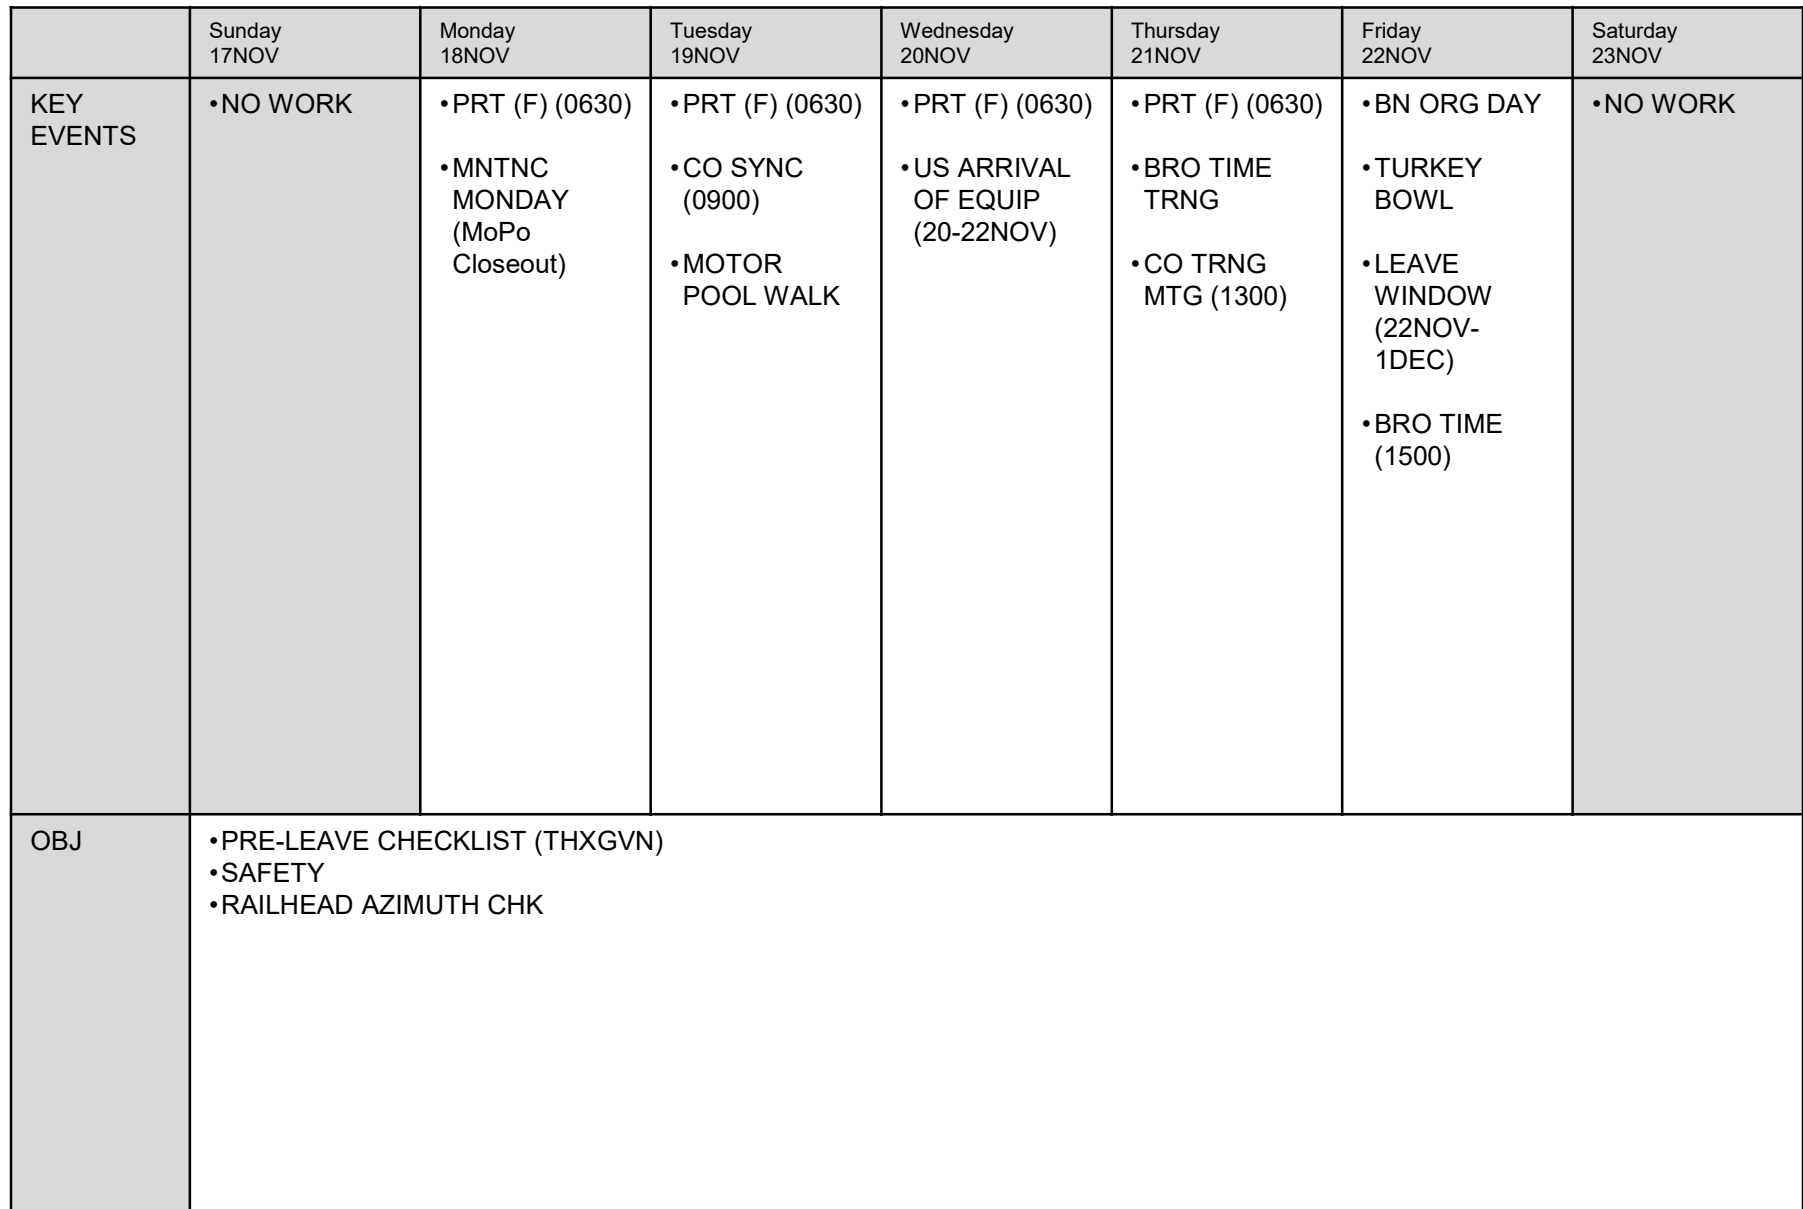 Sunday
17NOV
Monday
18NOV
Tuesday
19NOV
Wednesday
20NOV
Thursday
21NOV
Friday
22NOV
Saturday
23NOV
KEY
EVENTS
•NO WORK
•PRT (F) (0630)
•MNTNC
MONDAY
(MoPo
Closeout)
•PRT (F) (0630)
•CO SYNC
(0900)
•MOTOR
POOL WALK
•PRT (F) (0630)
•US ARRIVAL
OF EQUIP
(20-22NOV)
•PRT (F) (0630)
•BRO TIME
TRNG
•CO TRNG
MTG (1300)
•BN ORG DAY
•TURKEY
BOWL
•LEAVE
WINDOW
(22NOV-
1DEC)
•BRO TIME
(1500)
•NO WORK
OBJ
•PRE-LEAVE CHECKLIST (THXGVN)
•SAFETY
•RAILHEAD AZIMUTH CHK